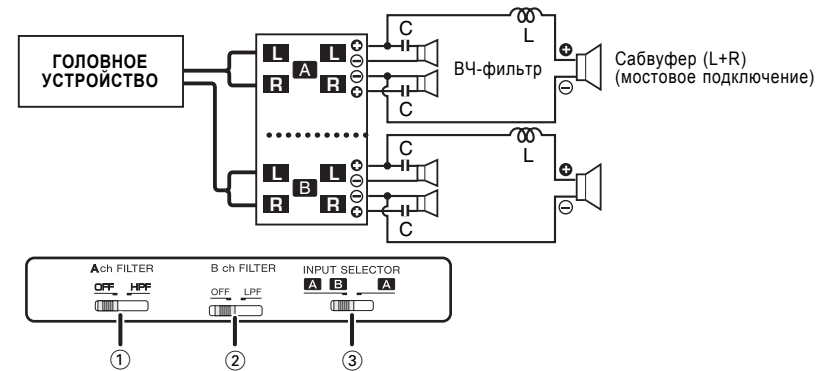 ГОЛОВНОЕ
УСТРОЙСТВО
L L
A
R R
L L
B
R R
C
C
L
ВЧ-фильтр
Сабвуфер (L+R)
(мостовое подключение)
C
C
L
A ch FILTER
OFF HPF
B ch FILTER
OFF LPF
INPUT SELECTOR
A B A
① ② ③